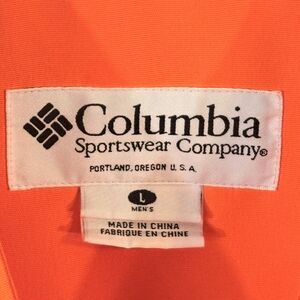 Columbia
Sportswear Company®
PORTLAND, OREGON U.S.A.
L
MEN'S
MADE IN CHINA
FABRIQUE EN CHINE